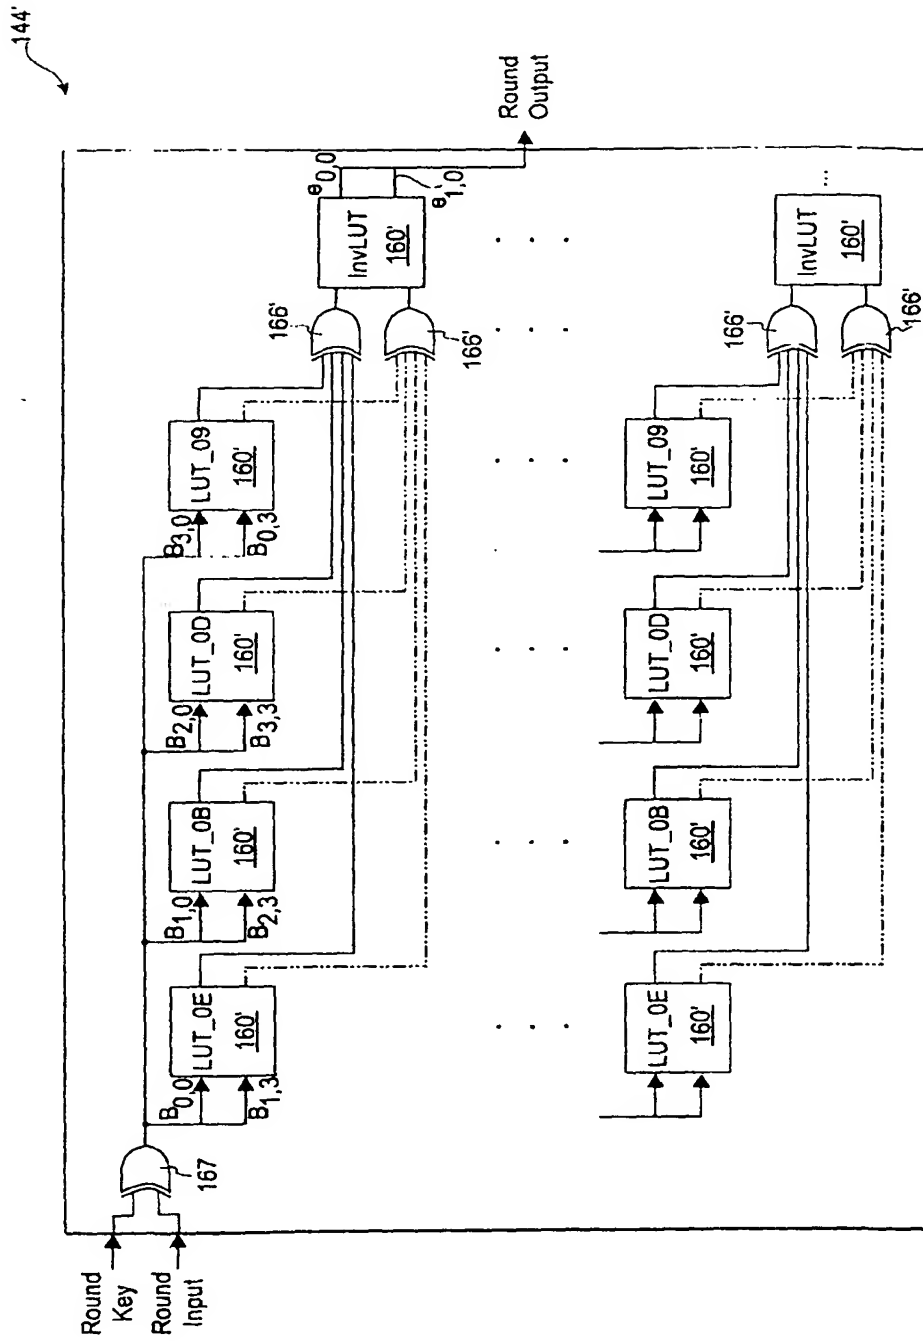 144'
Round
Key
Round
Input
167
B0,0
B1,3
LUT_0E
160'
B1,0
B2,3
LUT_0B
160'
B2,0
B3,3
LUT_0D
160'
B3,0
B0,3
LUT_09
160'
166'
166'
InvLUT
160'
e0,0
e1,0
Round
Output
. . .
. . .
. . .
. . .
. . .
. . .
LUT_0E
160'
LUT_0B
160'
LUT_0D
160'
LUT_09
160'
166'
166'
InvLUT
160'
...